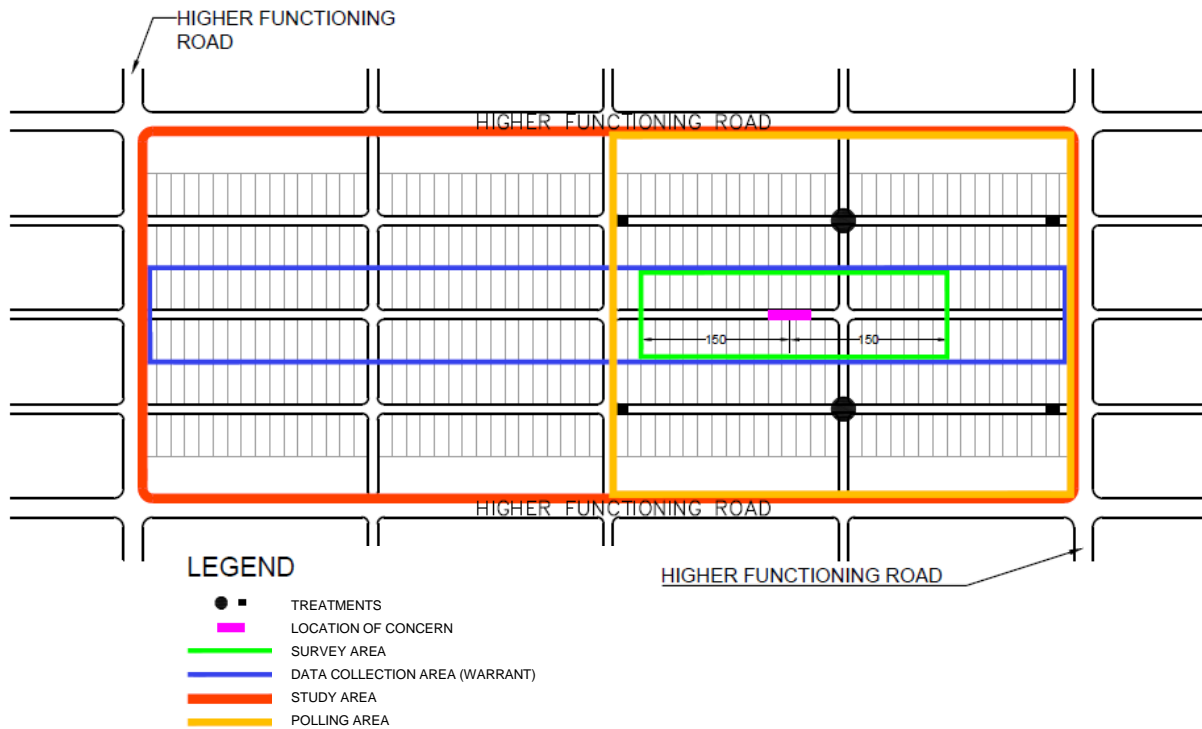 HIGHER FUNCTIONING
ROAD
HIGHER FUNCTIONING ROAD
150
150
HIGHER FUNCTIONING ROAD
LEGEND
HIGHER FUNCTIONING ROAD
TREATMENTS
LOCATION OF CONCERN
SURVEY AREA
DATA COLLECTION AREA (WARRANT)
STUDY AREA
POLLING AREA